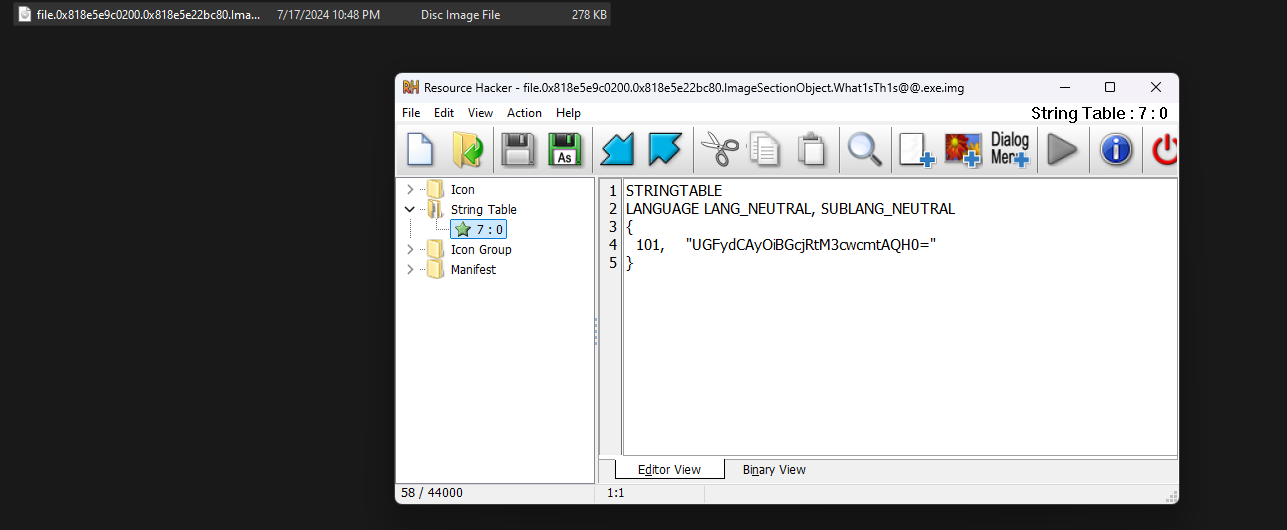 file.0x818e5e9c0200.0x818e5e22bc80.Ima... 7/17/2024 10:48 PM Disc Image File 278 KB
RH Resource Hacker - file.0x818e5e9c0200.0x818e5e22bc80.ImageSectionObject.What1sTh1s@@.exe.img
File Edit View Action Help String Table : 7 : 0
As Dialog
Mer
Icon
String Table
7 : 0
Icon Group
Manifest
1 STRINGTABLE
2 LANGUAGE LANG_NEUTRAL, SUBLANG_NEUTRAL
3 {
4 101, "UGFydCAyOiBGcjRtM3cwcmtAQH0="
5 }
Editor View Binary View
58 / 44000 1:1